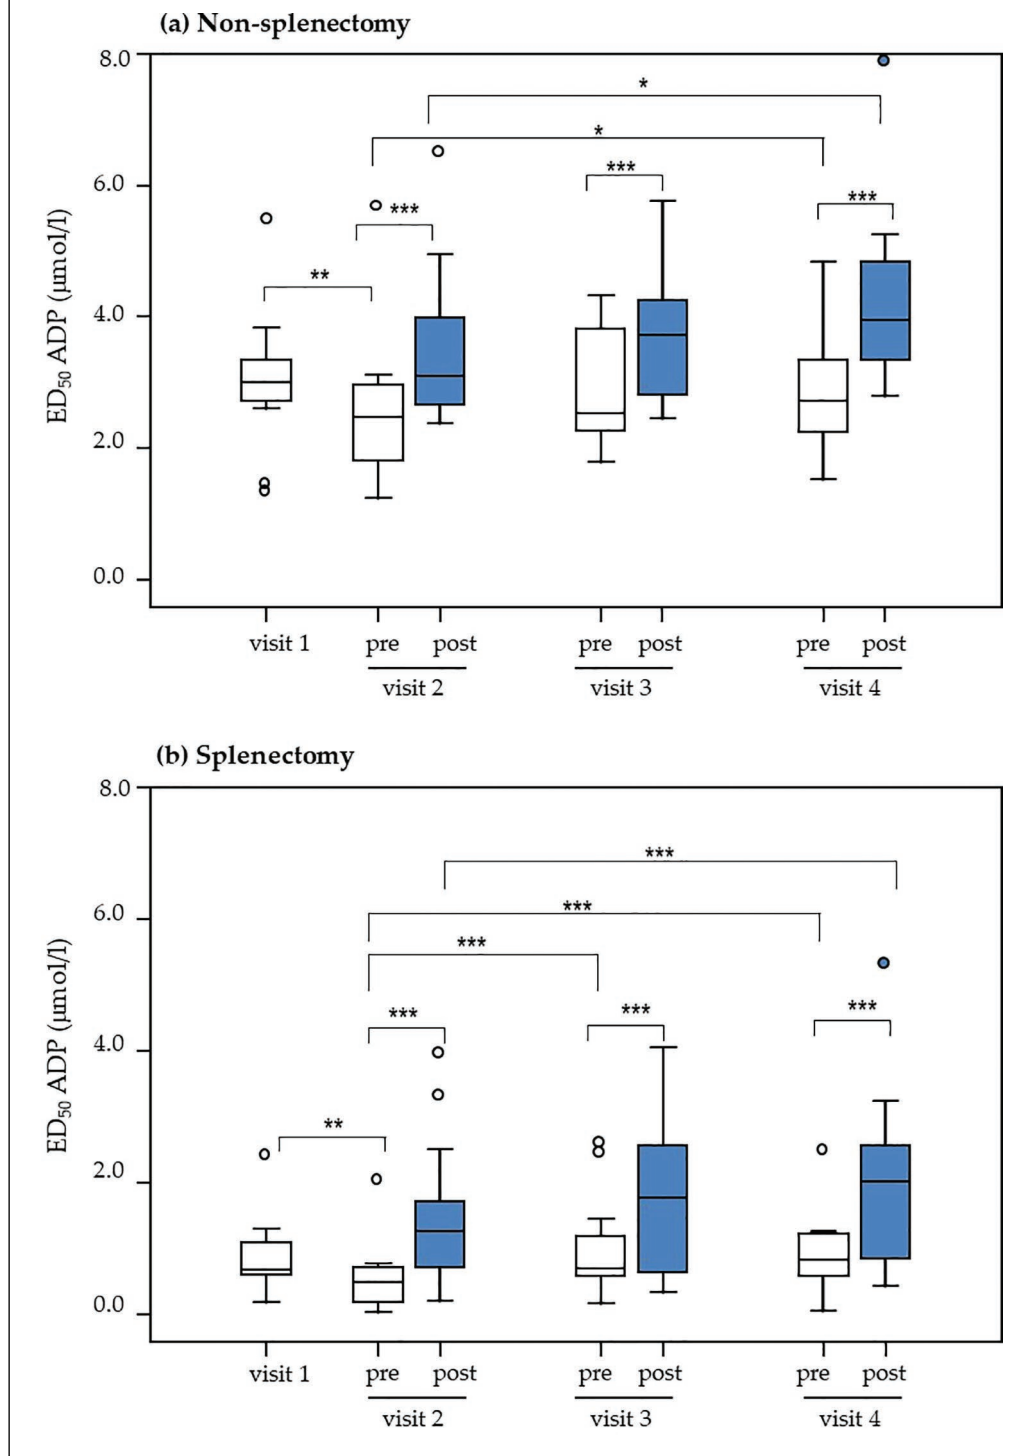 (a) Non-splenectomy
8.0
*
*
6.0
***
***
***
**
4.0
2.0
0.0
ED50 ADP (μmol/l)
visit 1 pre post pre post pre post
visit 2 visit 3 visit 4
(b) Splenectomy
8.0
***
6.0
***
***
***
***
***
4.0
**
2.0
0.0
ED50 ADP (μmol/l)
visit 1 pre post pre post pre post
visit 2 visit 3 visit 4